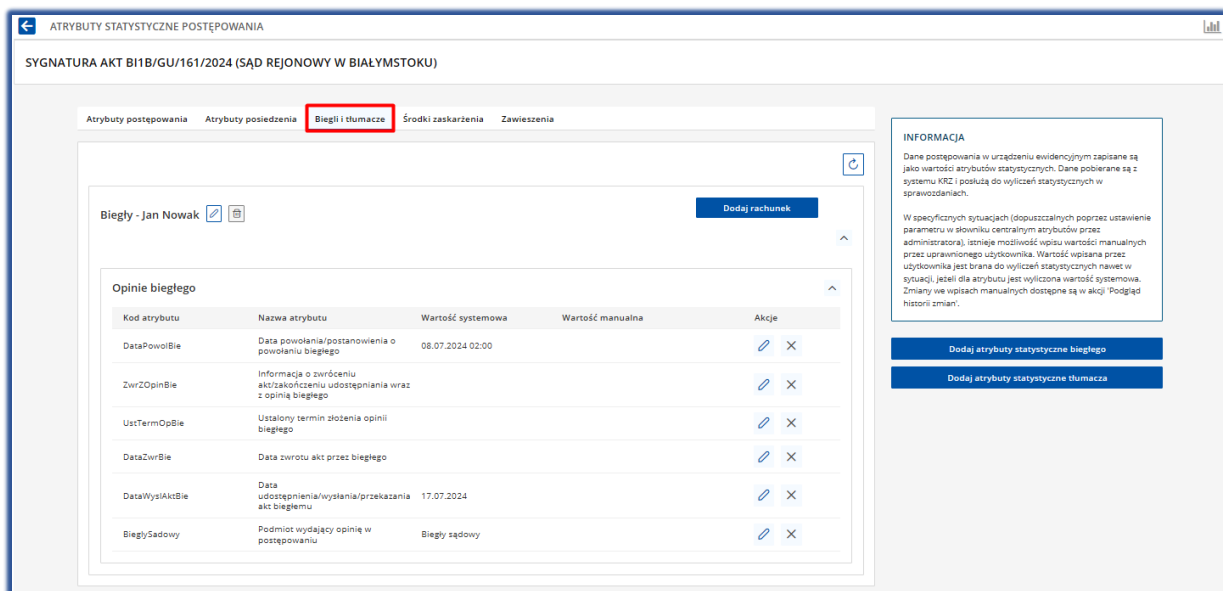 ATRYBUTY STATYSTYCZNE POSTĘPOWANIA
SYGNATURA AKT BI1B/GU/161/2024 (SĄD REJONOWY W BIAŁYMSTOKU)
Atrybuty postępowania Atrybuty posiedzenia Biegli i tłumacze Środki zaskarżenia Zawieszenia
Biegły - Jan Nowak
Dodaj rachunek
Opinie biegłego
Kod atrybutu Nazwa atrybutu Wartość systemowa Wartość manualna Akcje
DataPowolBie Data powołania/postanowienia o
powołaniu biegłego 08.07.2024 02:00
ZwrZOpinBie Informacja o zwróceniu
akt/zakończeniu udostępniania wraz
z opinią biegłego
UstTermOpBie Ustalony termin złożenia opinii
biegłego
DataZwrBie Data zwrotu akt przez biegłego
DataWyslAktBie Data
udostępnienia/wysłania/przekazania 17.07.2024
akt biegłemu
BieglySadowy Podmiot wydający opinię w
postępowaniu Biegły sądowy
INFORMACJA
Dane postępowania w urządzeniu ewidencyjnym zapisane są
jako wartości atrybutów statystycznych. Dane pobierane są z
systemu KRZ i posłużą do wyliczeń statystycznych w
sprawozdaniach.
W specyficznych sytuacjach (dopuszczalnych poprzez ustawienie
parametru w słowniku centralnym atrybutów przez
administratora), istnieje możliwość wpisu wartości manualnych
przez uprawnionego użytkownika. Wartość wpisana przez
użytkownika jest brana do wyliczeń statystycznych nawet w
sytuacji, jeżeli dla atrybutu jest wyliczona wartość systemowa.
Zmiany we wpisach manualnych dostępne są w akcji 'Podgląd
historii zmian'.
Dodaj atrybuty statystyczne biegłego
Dodaj atrybuty statystyczne tłumacza